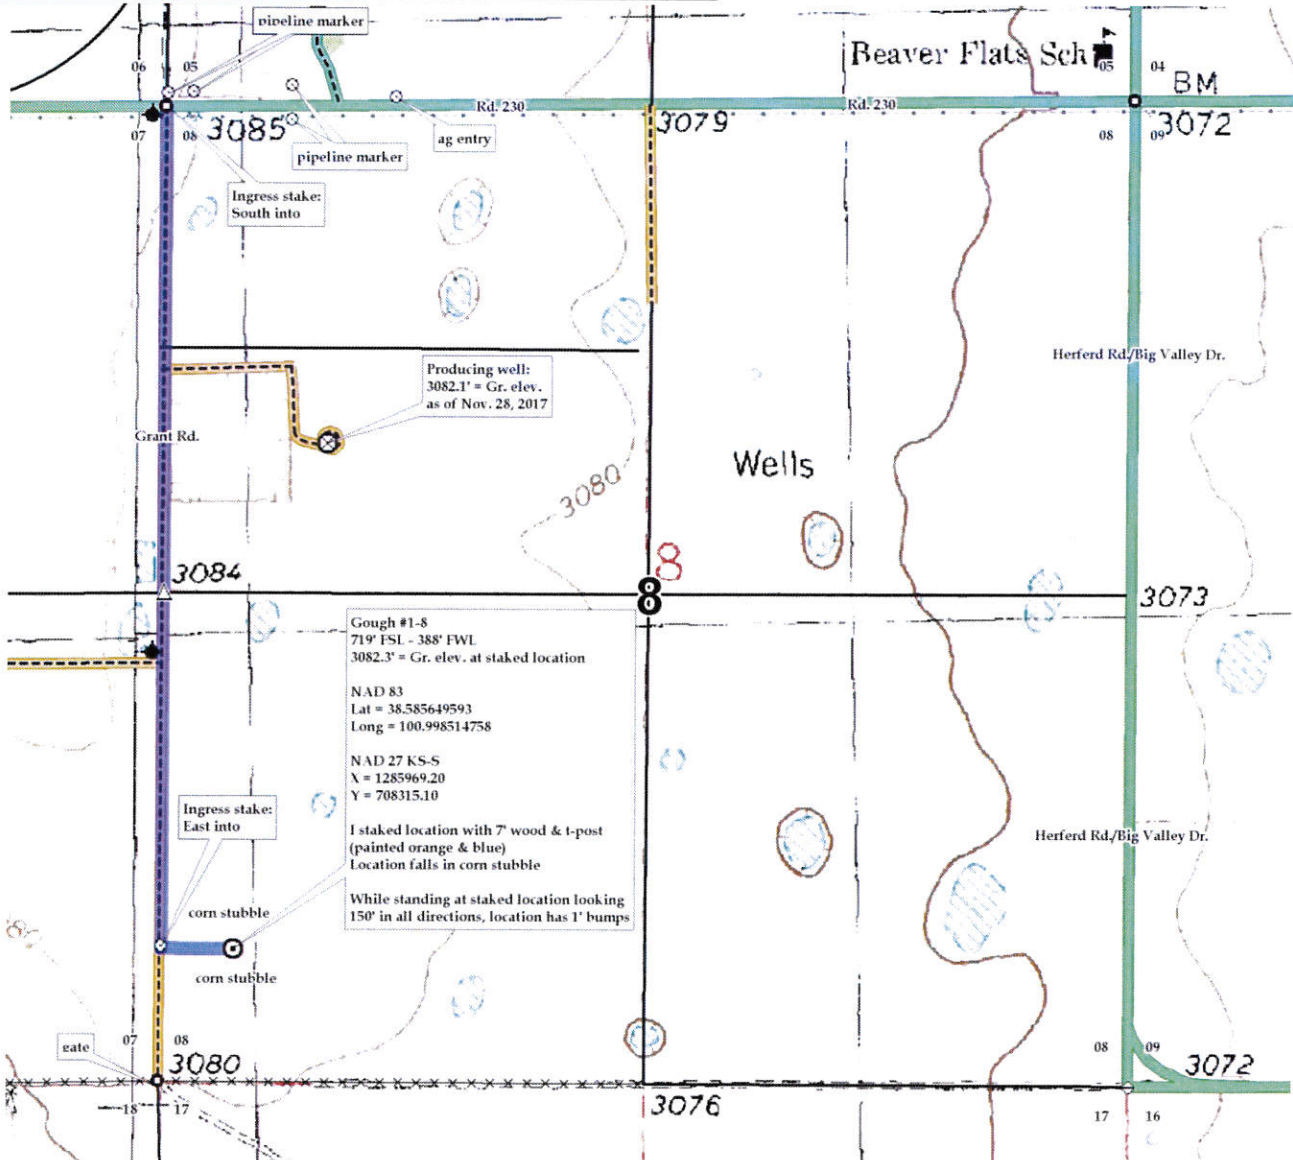 pipeline marker
Beaver Flats Sch
06 05
05 04
BM
Rd. 230
Rd. 230
07 08 3085
3079
08 09
3072
ag entry
pipeline marker
Ingress stake:
South into
Herferd Rd./Big Valley Dr.
Producing well:
3082.1' = Gr. elev.
as of Nov. 28, 2017
Grant Rd.
Wells
3080
8
3084
8
3073
Gough #1-8
719' FSL - 388' FWL
3082.3' = Gr. elev. at staked location
NAD 83
Lat = 38.585649593
Long = 100.998514758
NAD 27 KS-S
X = 1285969.20
Y = 708315.10
Ingress stake:
East into
I staked location with 7' wood & t-post
(painted orange & blue)
Location falls in corn stubble
Herferd Rd./Big Valley Dr.
While standing at staked location looking
150' in all directions, location has 1' bumps
corn stubble
corn stubble
gate
07 08
3080
08 09
3072
18 17
3076
17 16